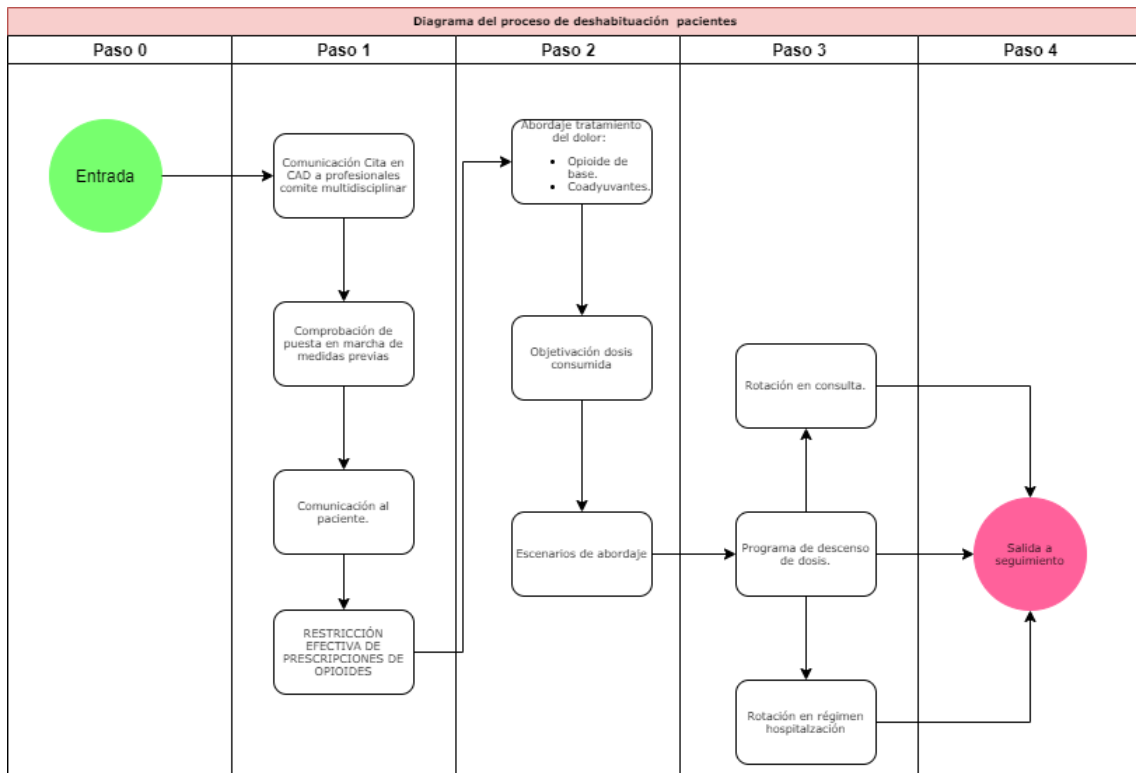 Diagrama del proceso de deshabituación pacientes
Paso 0
Paso 1
Paso 2
Paso 3
Paso 4
Entrada
Comunicación Cita en
CAD a profesionales
comite multidisciplinar
Comprobación de
puesta en marcha de
medidas previas
Comunicación al
paciente.
RESTRICCIÓN
EFECTIVA DE
PRESCRIPCIONES DE
OPIOIDES
Abordaje tratamiento
del dolor:
• Opioide de
base.
• Coadyuvantes.
Objetivación dosis
consumida
Escenarios de abordaje
Rotación en consulta.
Programa de descenso
de dosis.
Rotación en régimen
hospitalzación
Salida a
seguimiento